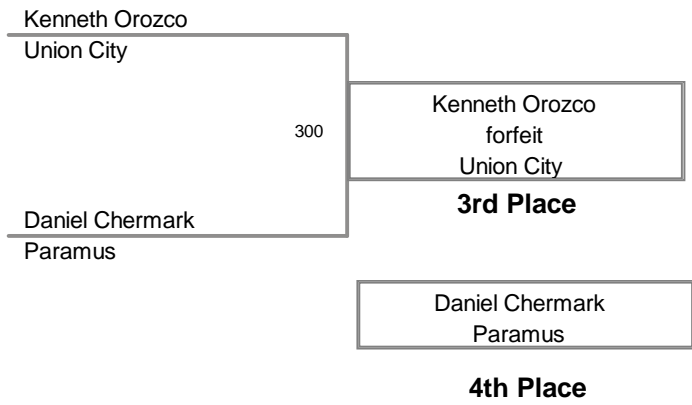 Kenneth Orozco
Union City
300
Kenneth Orozco
forfeit
Union City
3rd Place
Daniel Chermark
Paramus
Daniel Chermark
Paramus
4th Place